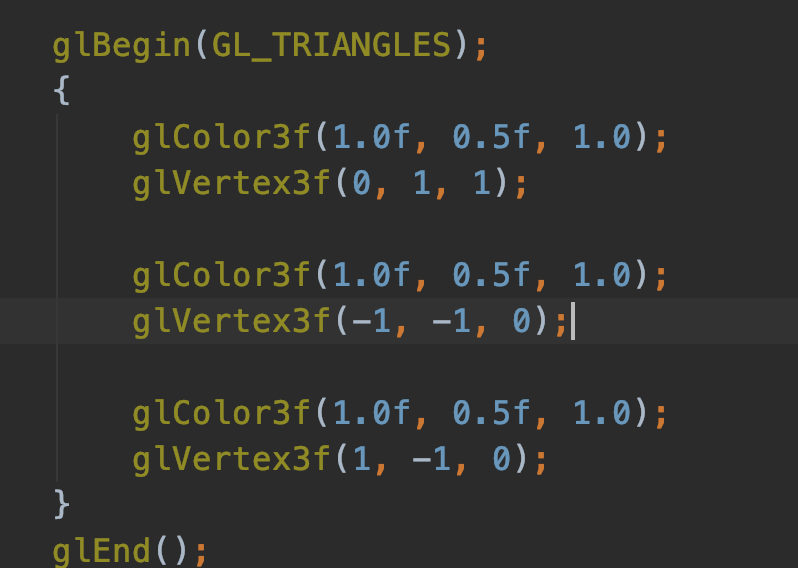 glBegin(GL_TRIANGLES);
{
glColor3f(1.0f, 0.5f, 1.0);
glVertex3f(0, 1, 1);
glColor3f(1.0f, 0.5f, 1.0);
glVertex3f(-1, -1, 0);
glColor3f(1.0f, 0.5f, 1.0);
glVertex3f(1, -1, 0);
}
glEnd();